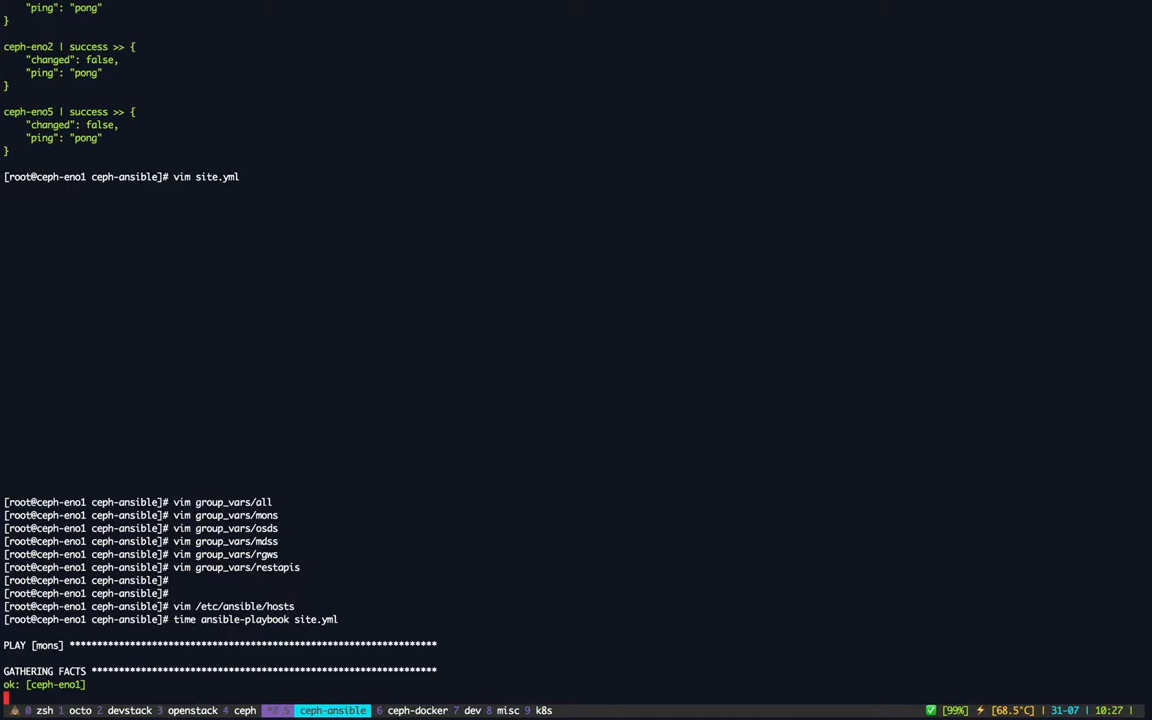 "ping": "pong"
}
ceph-eno2 | success >> {
    "changed": false,
    "ping": "pong"
}
ceph-eno5 | success >> {
    "changed": false,
    "ping": "pong"
}
[root@ceph-eno1 ceph-ansible]# vim site.yml
[root@ceph-eno1 ceph-ansible]# vim group_vars/all
[root@ceph-eno1 ceph-ansible]# vim group_vars/mons
[root@ceph-eno1 ceph-ansible]# vim group_vars/osds
[root@ceph-eno1 ceph-ansible]# vim group_vars/mdss
[root@ceph-eno1 ceph-ansible]# vim group_vars/rgws
[root@ceph-eno1 ceph-ansible]# vim group_vars/restapis
[root@ceph-eno1 ceph-ansible]#
[root@ceph-eno1 ceph-ansible]#
[root@ceph-eno1 ceph-ansible]# vim /etc/ansible/hosts
[root@ceph-eno1 ceph-ansible]# time ansible-playbook site.yml
PLAY [mons] ********************************************************************
GATHERING FACTS ****************************************************************
ok: [ceph-eno1]
0 zsh 1 octo 2 devstack 3 openstack 4 ceph *Z 5 ceph-ansible 6 ceph-docker 7 dev 8 misc 9 k8s ✅ [99%] ⚡ [68.5°C] | 31-07 | 10:27 |